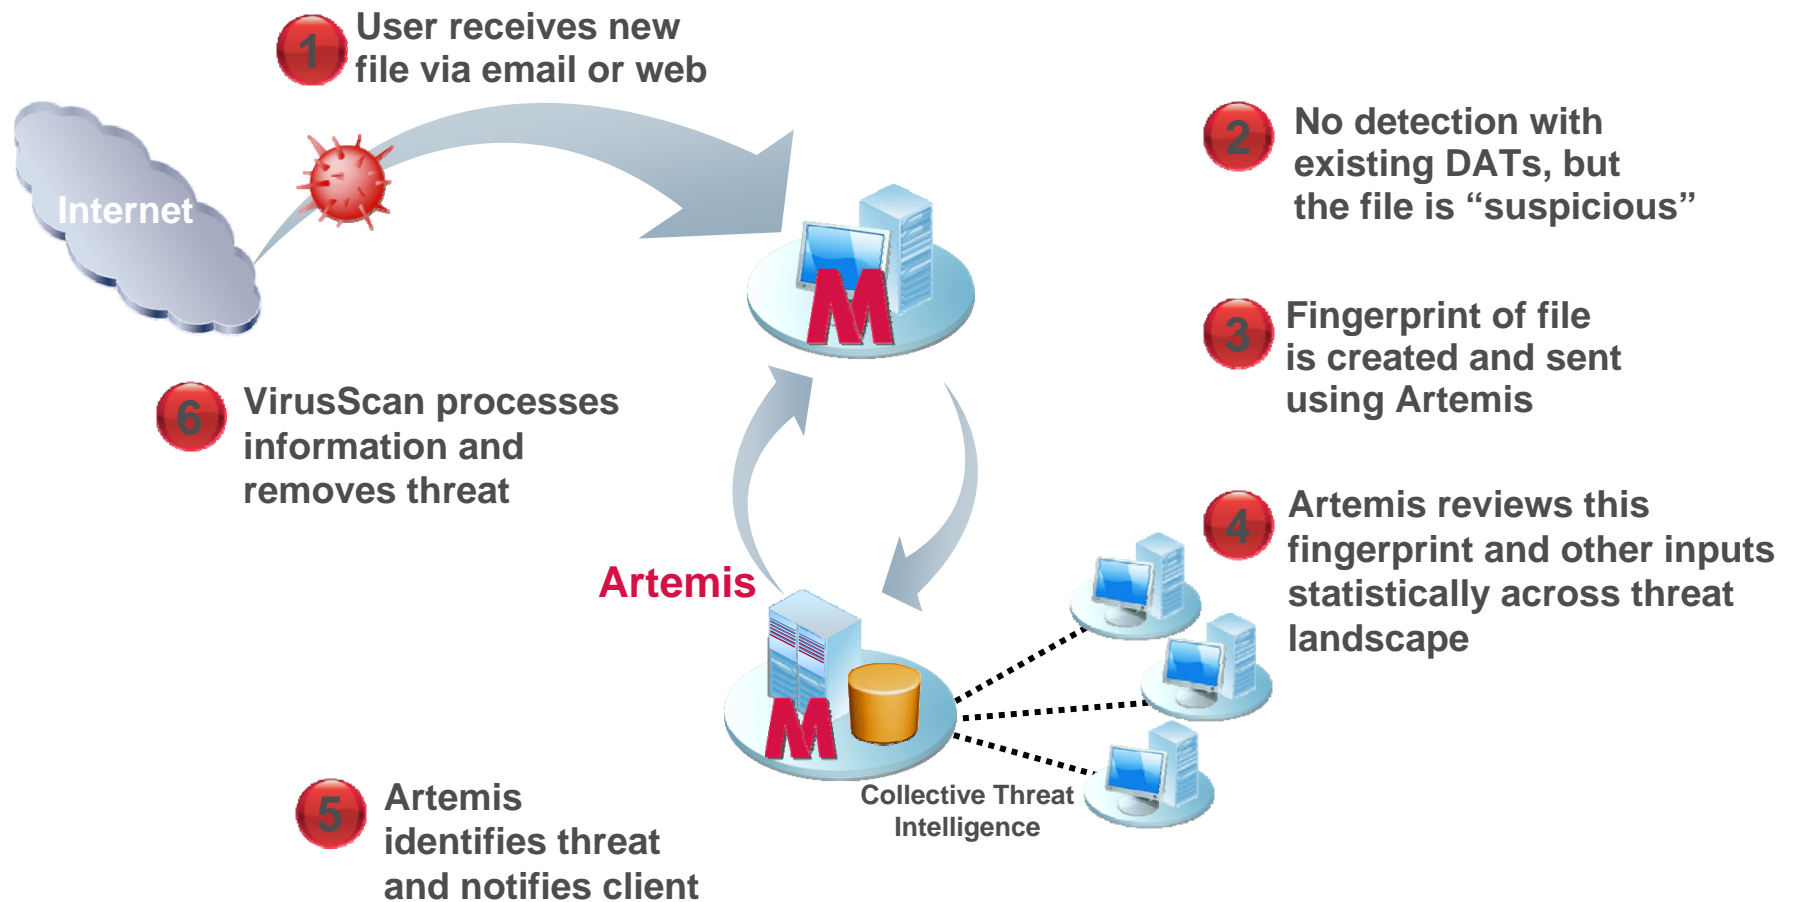 1
User receives new
file via email or web
Internet
2
No detection with
existing DATs, but
the file is “suspicious”
3
Fingerprint of file
is created and sent
using Artemis
4
Artemis reviews this
fingerprint and other inputs
statistically across threat
landscape
Artemis
Collective Threat
Intelligence
5
Artemis
identifies threat
and notifies client
6
VirusScan processes
information and
removes threat